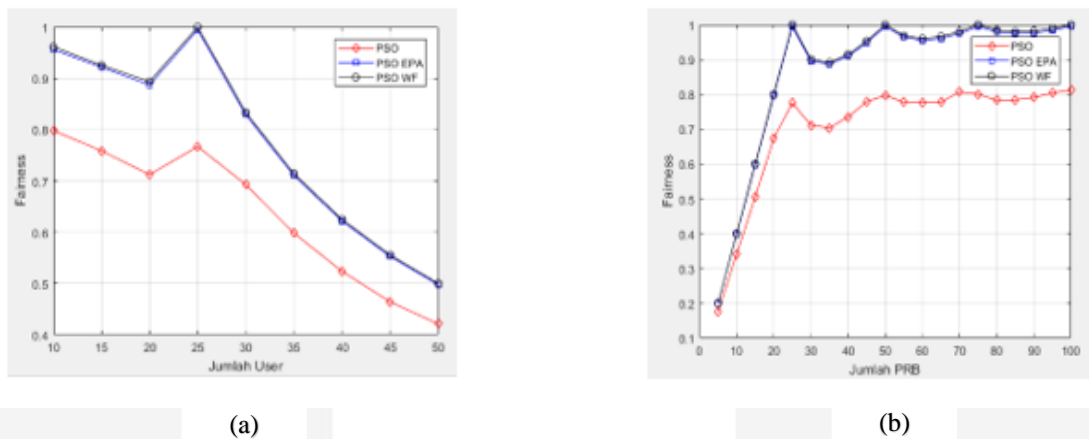 1
0.9
0.8
0.7
0.6
0.5
0.4
Fairness
10 15 20 25 30 35 40 45 50
Jumlah User
PSO
PSO EPA
PSO WF
(a)
1
0.9
0.8
0.7
0.6
0.5
0.4
0.3
0.2
0.1
Fairness
0 10 20 30 40 50 60 70 80 90 100
Jumlah PRB
PSO
PSO EPA
PSO WF
(b)